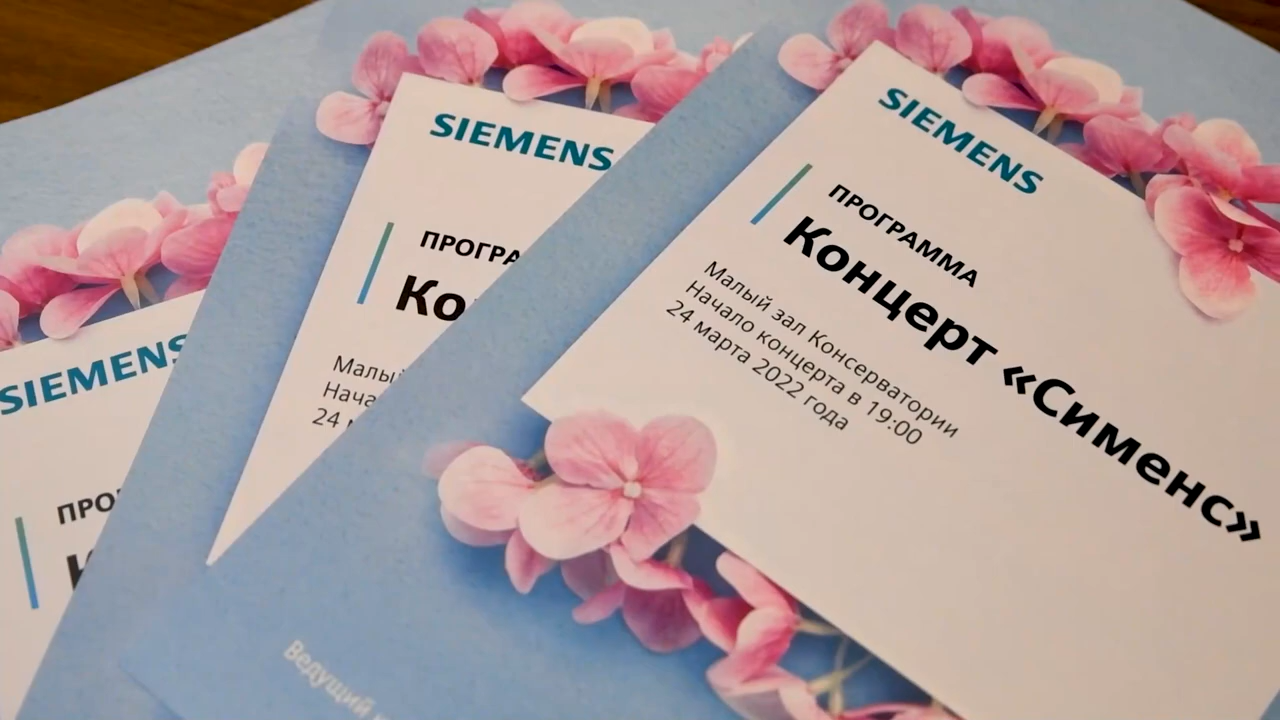 SIEMENS
ПРОГРАММА
Концерт «Сименс»
Малый зал Консерватории
Начало концерта в 19:00
24 марта 2022 года
SIEMENS
ПРОГРА
Ко
Малый
Нача
24 м
SIEMENS
ПРО
К
Ведущий к